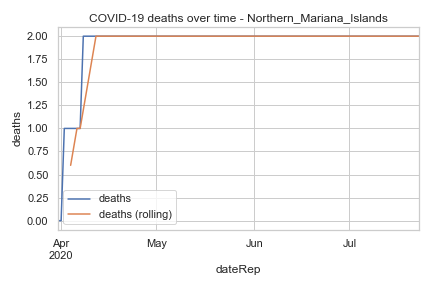 COVID-19 deaths over time - Northern_Mariana_Islands
2.00
1.75
1.50
1.25
1.00
0.75
0.50
0.25
0.00
deaths
deaths
deaths (rolling)
Apr
2020
May
Jun
Jul
dateRep